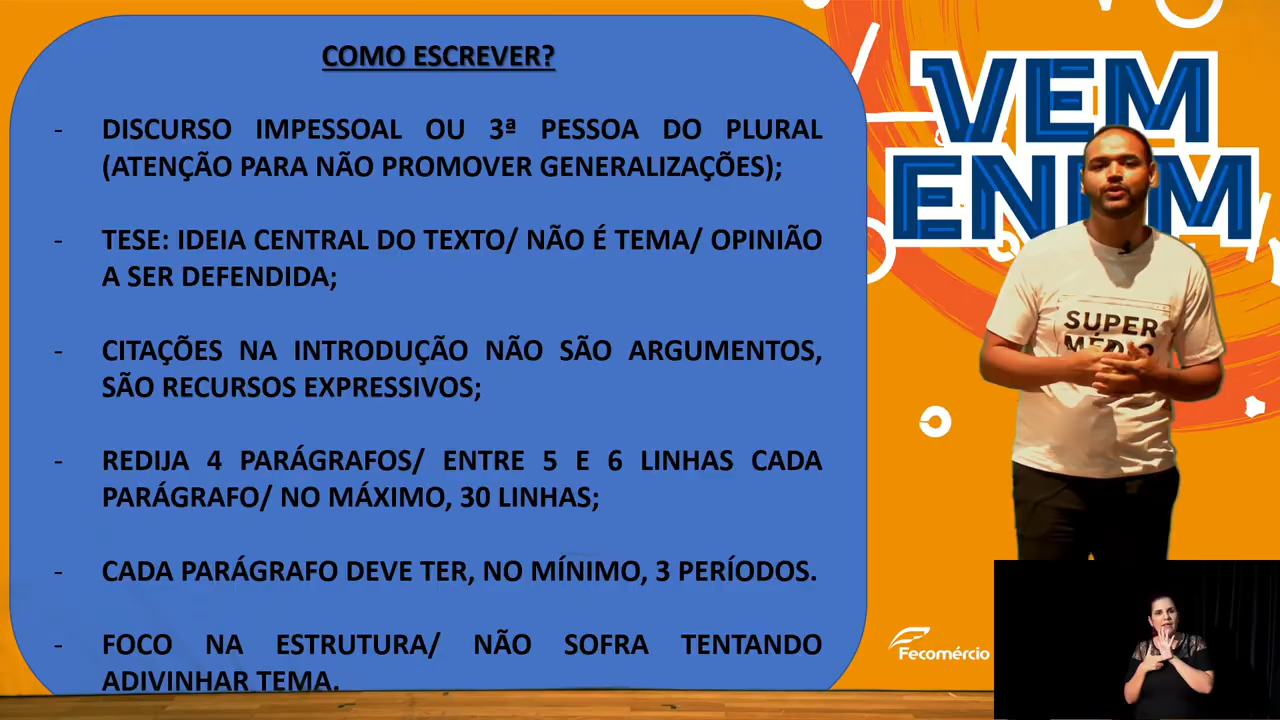 COMO ESCREVER?
- DISCURSO IMPESSOAL OU 3ª PESSOA DO PLURAL
(ATENÇÃO PARA NÃO PROMOVER GENERALIZAÇÕES);
- TESE: IDEIA CENTRAL DO TEXTO/ NÃO É TEMA/ OPINIÃO
A SER DEFENDIDA;
- CITAÇÕES NA INTRODUÇÃO NÃO SÃO ARGUMENTOS,
SÃO RECURSOS EXPRESSIVOS;
- REDIJA 4 PARÁGRAFOS/ ENTRE 5 E 6 LINHAS CADA
PARÁGRAFO/ NO MÁXIMO, 30 LINHAS;
- CADA PARÁGRAFO DEVE TER, NO MÍNIMO, 3 PERÍODOS.
- FOCO NA ESTRUTURA/ NÃO SOFRA TENTANDO
ADIVINHAR TEMA.
VEM
ENEM
SUPER
MÉDIO
Fecomércio